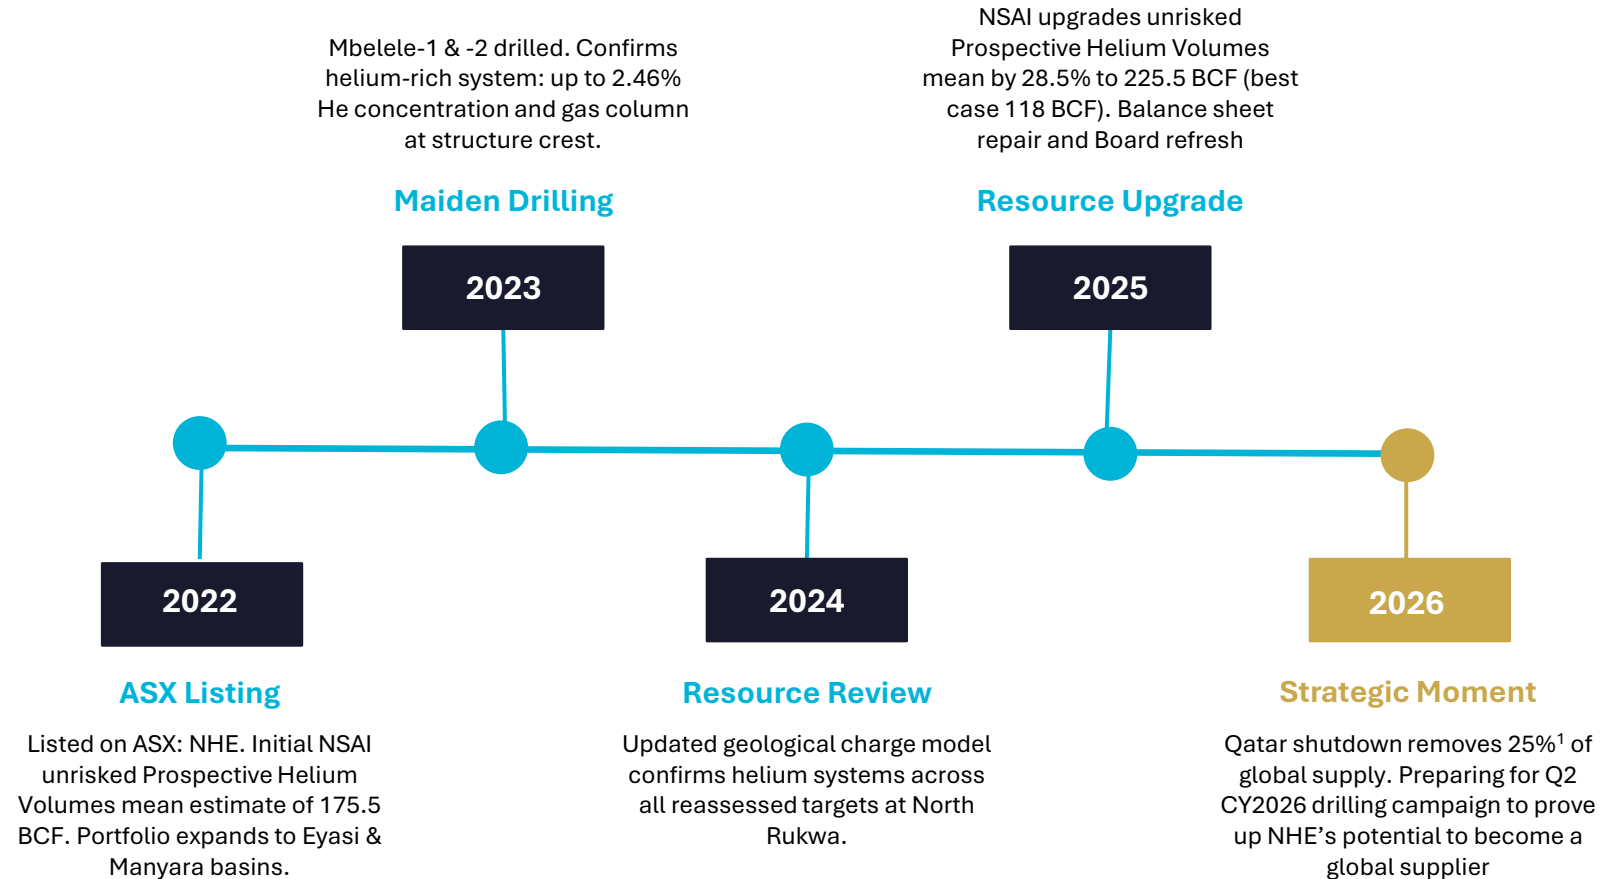 Mbelele-1 & -2 drilled. Confirms
helium-rich system: up to 2.46%
He concentration and gas column
at structure crest.
Maiden Drilling
2023
NSAI upgrades unrisked
Prospective Helium Volumes
mean by 28.5% to 225.5 BCF (best
case 118 BCF). Balance sheet
repair and Board refresh
Resource Upgrade
2025
2022
ASX Listing
Listed on ASX: NHE. Initial NSAI
unrisked Prospective Helium
Volumes mean estimate of 175.5
BCF. Portfolio expands to Eyasi &
Manyara basins.
2024
Resource Review
Updated geological charge model
confirms helium systems across
all reassessed targets at North
Rukwa.
2026
Strategic Moment
Qatar shutdown removes 25%¹ of
global supply. Preparing for Q2
CY2026 drilling campaign to prove
up NHE’s potential to become a
global supplier